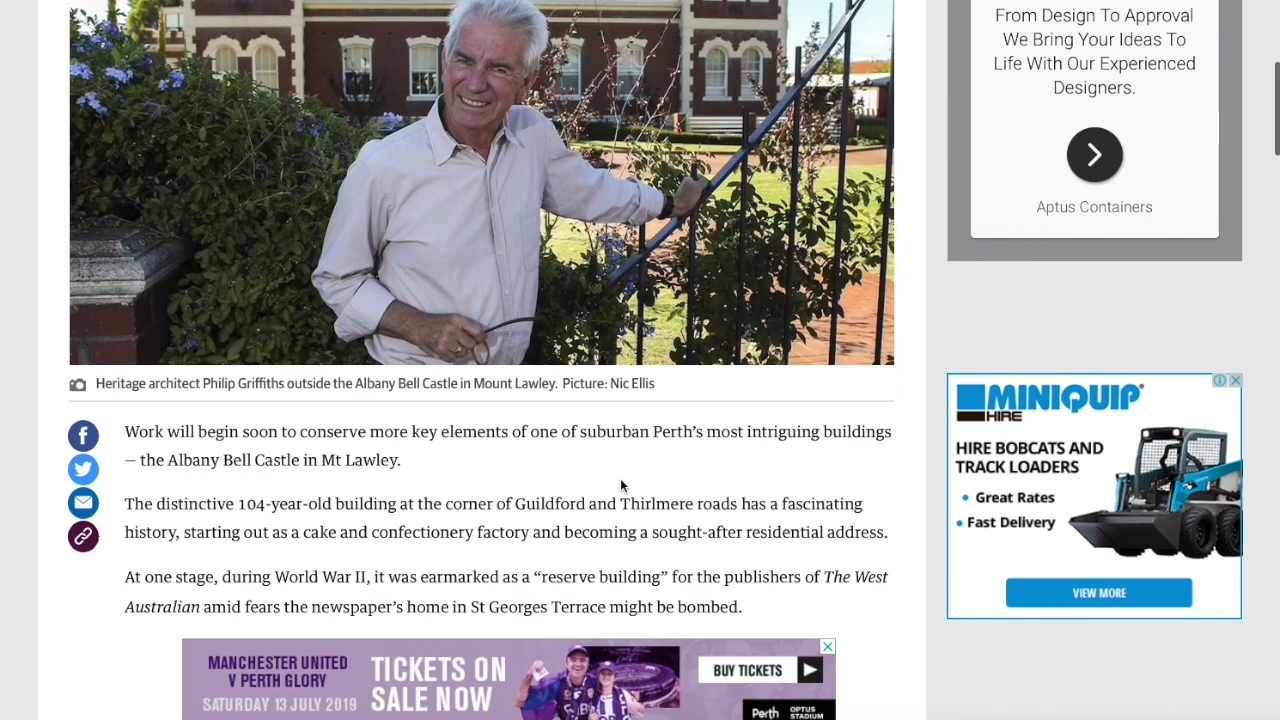 From Design To Approval
We Bring Your Ideas To
Life With Our Experienced
Designers.
Aptus Containers
Heritage architect Philip Griffiths outside the Albany Bell Castle in Mount Lawley. Picture: Nic Ellis
Work will begin soon to conserve more key elements of one of suburban Perth’s most intriguing buildings
— the Albany Bell Castle in Mt Lawley.
The distinctive 104-year-old building at the corner of Guildford and Thirlmere roads has a fascinating
history, starting out as a cake and confectionery factory and becoming a sought-after residential address.
At one stage, during World War II, it was earmarked as a “reserve building” for the publishers of The West
Australian amid fears the newspaper’s home in St Georges Terrace might be bombed.
MINIQUIP
HIRE
HIRE BOBCATS AND
TRACK LOADERS
• Great Rates
• Fast Delivery
VIEW MORE
MANCHESTER UNITED
V PERTH GLORY
SATURDAY 13 JULY 2019
TICKETS ON
SALE NOW
BUY TICKETS
Perth
OPTUS
STADIUM